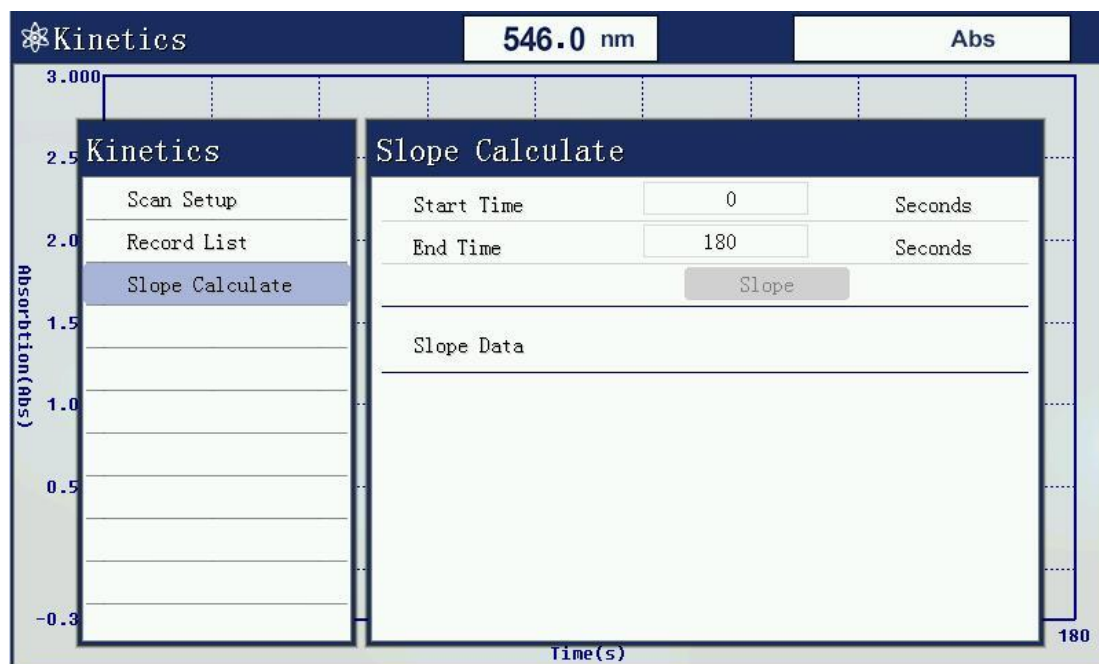 Kinetics
546.0 nm
Abs
3.000
2.5
2.0
1.5
1.0
0.5
-0.3
Absorbtion(Abs)
Kinetics
Scan Setup
Record List
Slope Calculate
Slope Calculate
Start Time 0 Seconds
End Time 180 Seconds
Slope
Slope Data
180
Time(s)